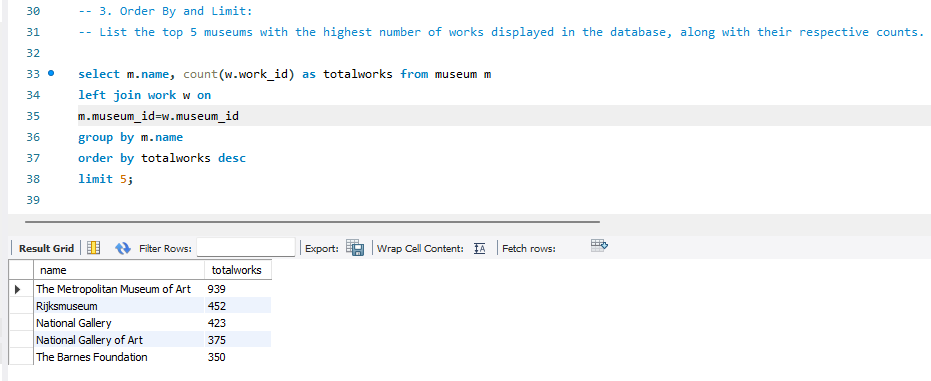 30 -- 3. Order By and Limit:
31 -- List the top 5 museums with the highest number of works displayed in the database, along with their respective counts.
32
33 select m.name, count(w.work_id) as totalworks from museum m
34 left join work w on
35 m.museum_id=w.museum_id
36 group by m.name
37 order by totalworks desc
38 limit 5;
39
Result Grid Filter Rows: Export: Wrap Cell Content: IA Fetch rows:
name totalworks
The Metropolitan Museum of Art 939
Rijksmuseum 452
National Gallery 423
National Gallery of Art 375
The Barnes Foundation 350